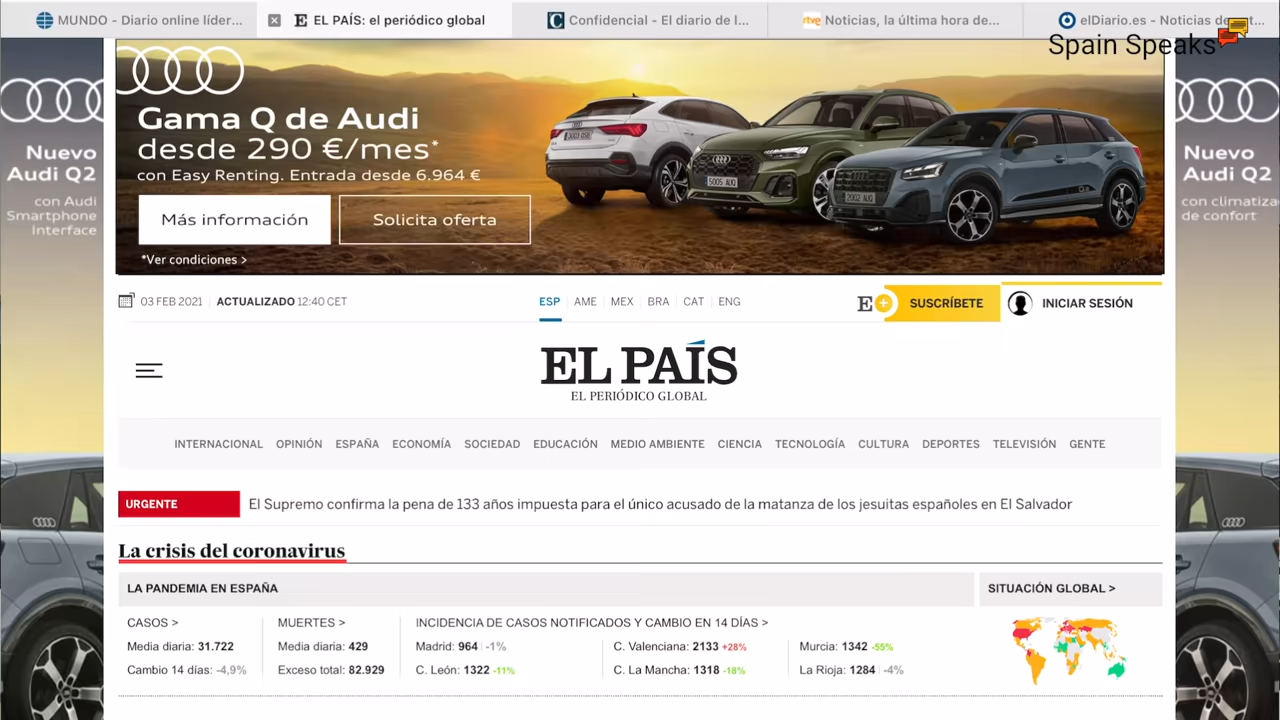 MUNDO - Diario online líder...
EL PAÍS: el periódico global
Confidencial - El diario de l...
rtve Noticias, la última hora de...
elDiario.es - Noticias de
Spain Speaks
Gama Q de Audi
desde 290 €/mes*
con Easy Renting. Entrada desde 6.964 €
Más información
Solicita oferta
*Ver condiciones >
Nuevo
Audi Q2
con Audi
Smartphone
Interface
Nuevo
Audi Q2
con climatiza
de confort
03 FEB 2021 | ACTUALIZADO 12:40 CET
ESP | AME | MEX | BRA | CAT | ENG
E+ SUSCRÍBETE
INICIAR SESIÓN
EL PAÍS
EL PERIÓDICO GLOBAL
INTERNACIONAL OPINIÓN ESPAÑA ECONOMÍA SOCIEDAD EDUCACIÓN MEDIO AMBIENTE CIENCIA TECNOLOGÍA CULTURA DEPORTES TELEVISIÓN GENTE
URGENTE El Supremo confirma la pena de 133 años impuesta para el único acusado de la matanza de los jesuitas españoles en El Salvador
La crisis del coronavirus
LA PANDEMIA EN ESPAÑA
SITUACIÓN GLOBAL >
CASOS >
Media diaria: 31.722
Cambio 14 días: -4,9%
MUERTES >
Media diaria: 429
Exceso total: 82.929
INCIDENCIA DE CASOS NOTIFICADOS Y CAMBIO EN 14 DÍAS >
Madrid: 964 | -1%
C. León: 1322 -11%
C. Valenciana: 2133 +28%
C. La Mancha: 1318 -18%
Murcia: 1342 -55%
La Rioja: 1284 | -4%